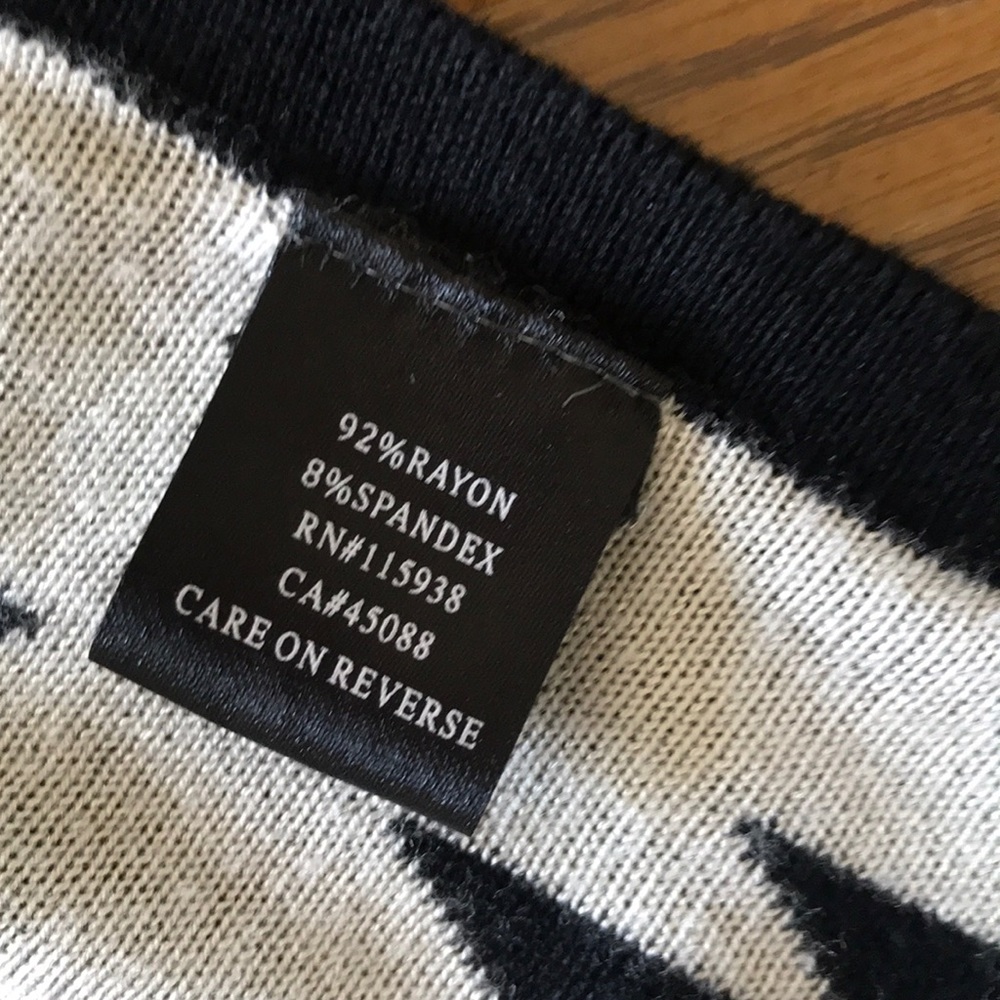 92%RAYON
8%SPANDEX
RN#115938
CA#45088
CARE ON REVERSE